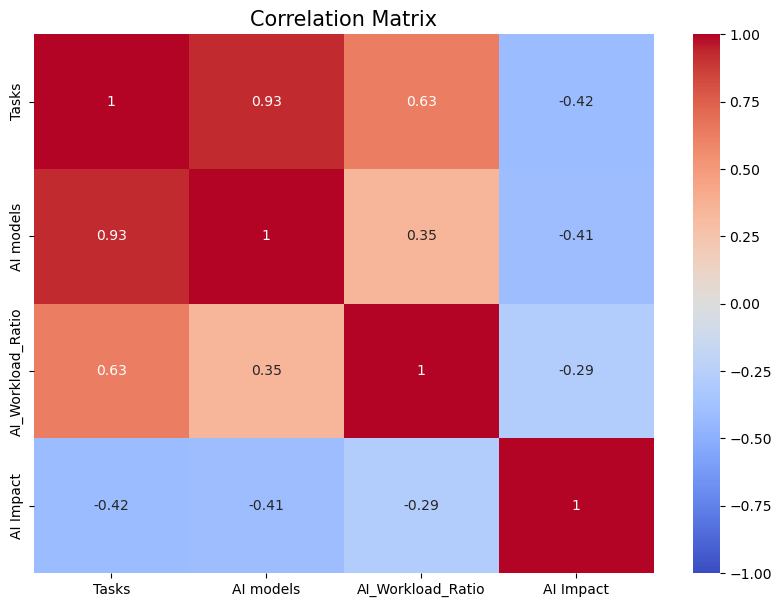 Correlation Matrix
Tasks
1
0.93
0.63
-0.42
AI models
0.93
1
0.35
-0.41
AI_Workload_Ratio
0.63
0.35
1
-0.29
AI Impact
-0.42
-0.41
-0.29
1
Tasks
AI models
AI_Workload_Ratio
AI Impact
1.00
0.75
0.50
0.25
0.00
−0.25
−0.50
−0.75
−1.00